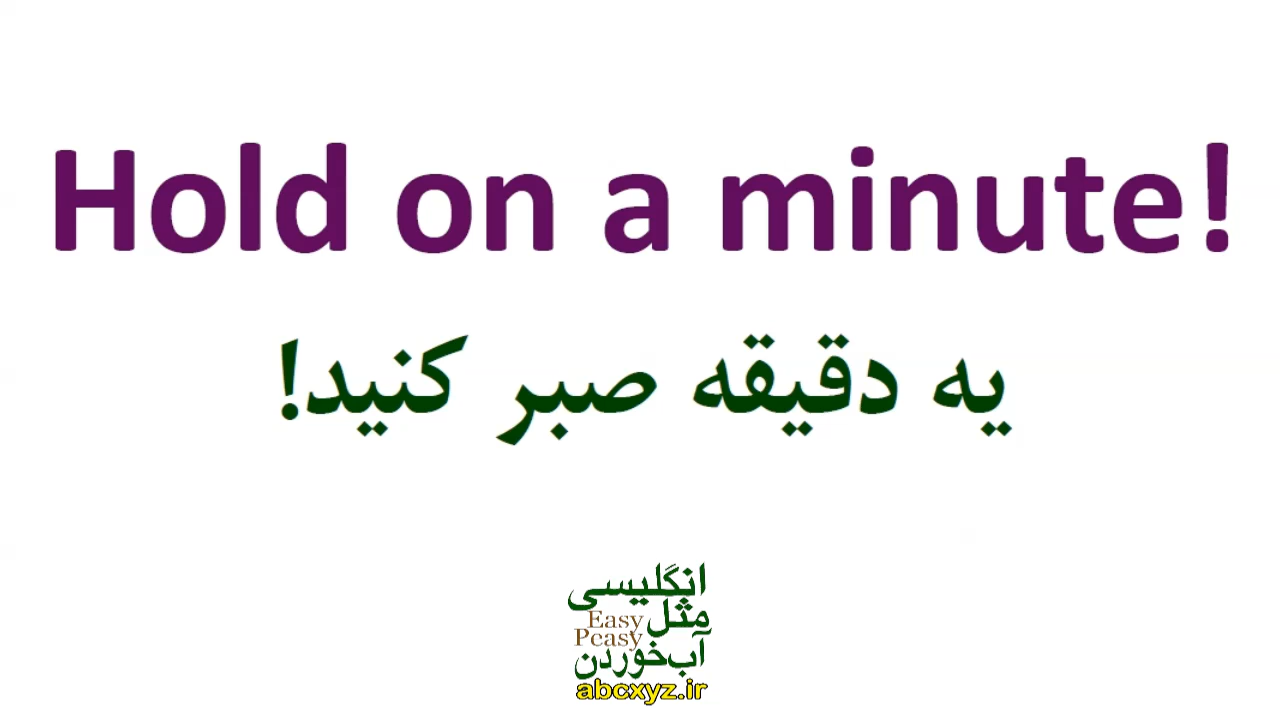 Hold on a minute!
یه دقیقه صبر کنید!
انگلیسی
مثل
Easy
Peasy
آب‌خوردن
abcxyz.ir